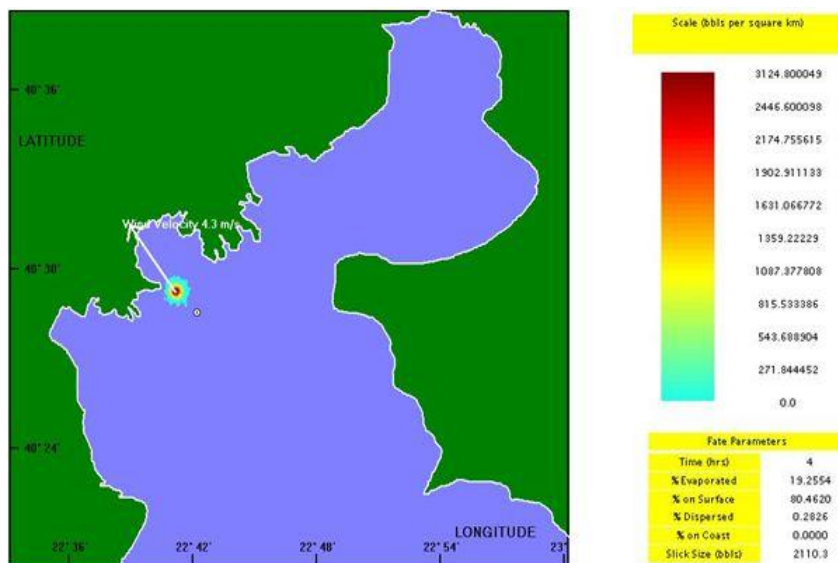 Scale (bbls per square km)
3124.800049
2446.600098
2174.755615
1902.911133
1631.066772
1359.22229
1087.377808
815.533386
543.688904
271.844452
0.0
40° 36'
LATITUDE
Wind Velocity 4.3 m/s
40° 30'
40° 24'
LONGITUDE
22° 36'
22° 42'
22° 48'
22° 54'
23°
Fate Parameters
Time (hrs) 4
% Evaporated 19.2554
% on Surface 80.4620
% Dispersed 0.2826
% on Coast 0.0000
Slick Size (bbls) 2110.3